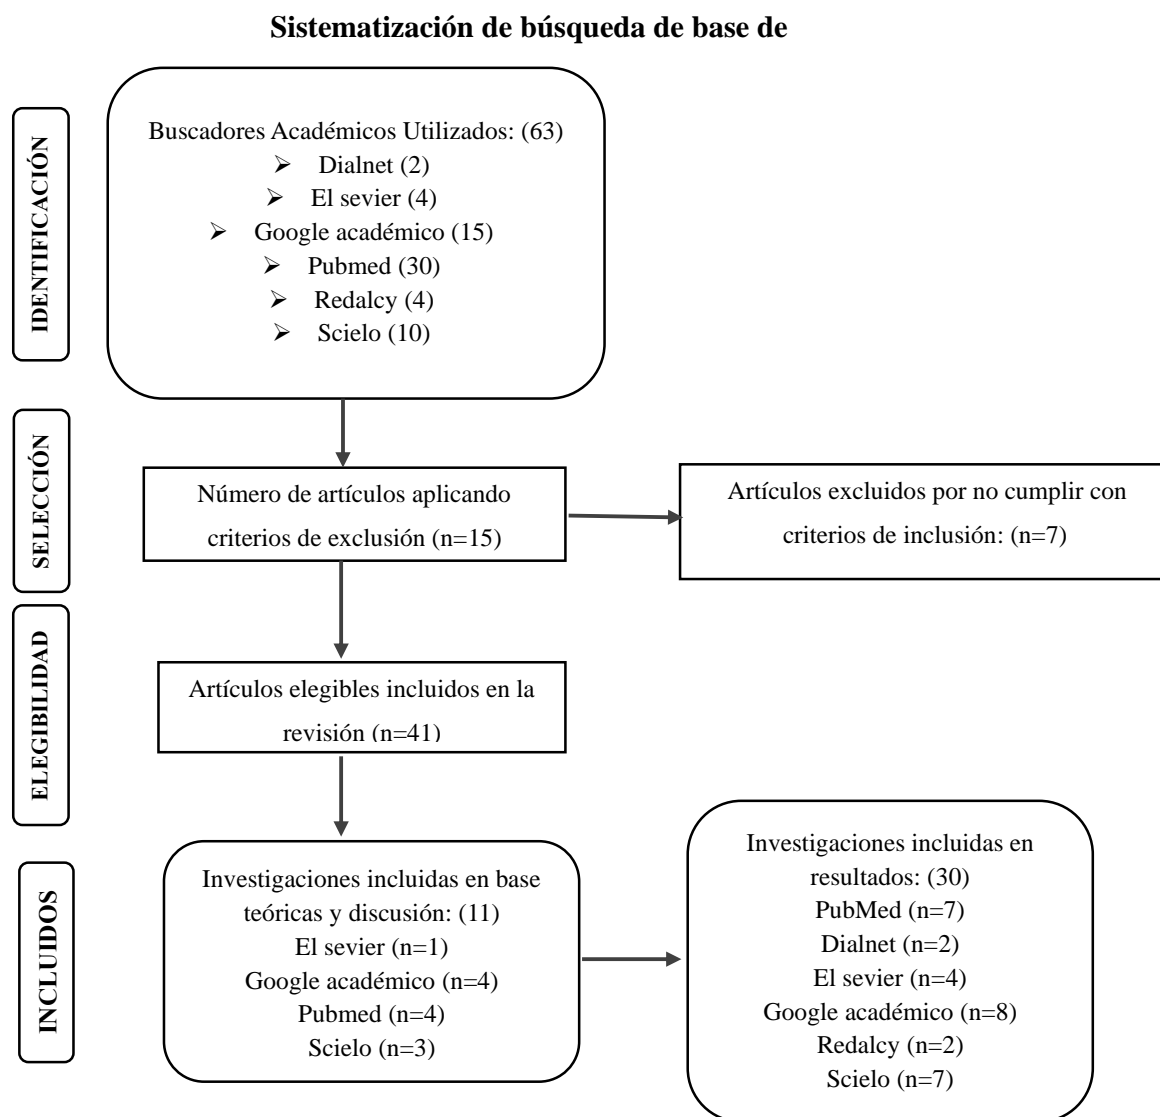 Sistematización de búsqueda de base de
IDENTIFICACIÓN
Buscadores Académicos Utilizados: (63)
➢ Dialnet (2)
➢ El sevier (4)
➢ Google académico (15)
➢ Pubmed (30)
➢ Redalcy (4)
➢ Scielo (10)
SELECCIÓN
Número de artículos aplicando
criterios de exclusión (n=15)
Artículos excluidos por no cumplir con
criterios de inclusión: (n=7)
ELEGIBILIDAD
Artículos elegibles incluidos en la
revisión (n=41)
INCLUIDOS
Investigaciones incluidas en base
teóricas y discusión: (11)
El sevier (n=1)
Google académico (n=4)
Pubmed (n=4)
Scielo (n=3)
Investigaciones incluidas en
resultados: (30)
PubMed (n=7)
Dialnet (n=2)
El sevier (n=4)
Google académico (n=8)
Redalcy (n=2)
Scielo (n=7)